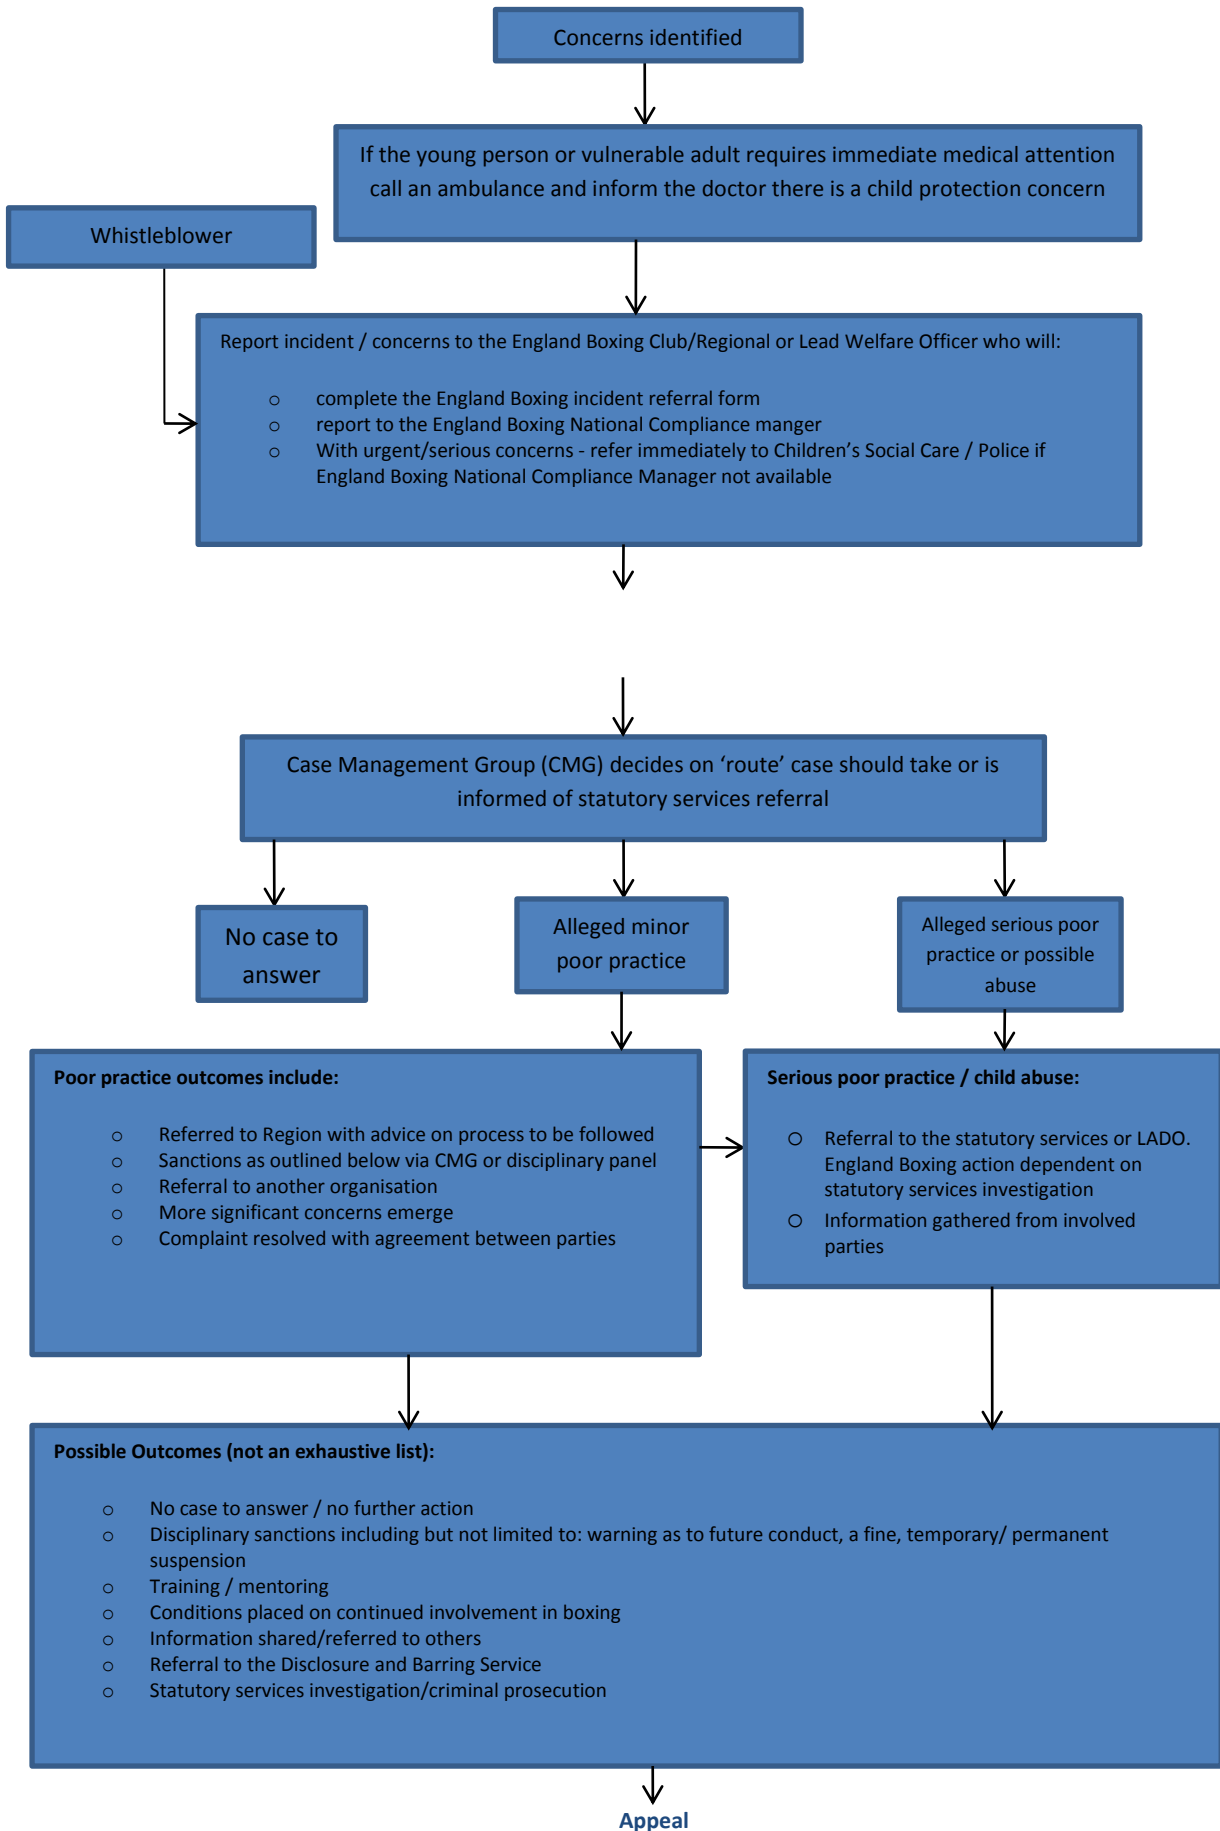 Concerns identified
If the young person or vulnerable adult requires immediate medical attention
call an ambulance and inform the doctor there is a child protection concern
Whistleblower
Report incident / concerns to the England Boxing Club/Regional or Lead Welfare Officer who will:
o complete the England Boxing incident referral form
o report to the England Boxing National Compliance manger
o With urgent/serious concerns - refer immediately to Children’s Social Care / Police if
England Boxing National Compliance Manager not available
Case Management Group (CMG) decides on ‘route’ case should take or is
informed of statutory services referral
No case to
answer
Alleged minor
poor practice
Alleged serious poor
practice or possible
abuse
Poor practice outcomes include:
o Referred to Region with advice on process to be followed
o Sanctions as outlined below via CMG or disciplinary panel
o Referral to another organisation
o More significant concerns emerge
o Complaint resolved with agreement between parties
Serious poor practice / child abuse:
o Referral to the statutory services or LADO.
England Boxing action dependent on
statutory services investigation
o Information gathered from involved
parties
Possible Outcomes (not an exhaustive list):
o No case to answer / no further action
o Disciplinary sanctions including but not limited to: warning as to future conduct, a fine, temporary/ permanent
suspension
o Training / mentoring
o Conditions placed on continued involvement in boxing
o Information shared/referred to others
o Referral to the Disclosure and Barring Service
o Statutory services investigation/criminal prosecution
Appeal